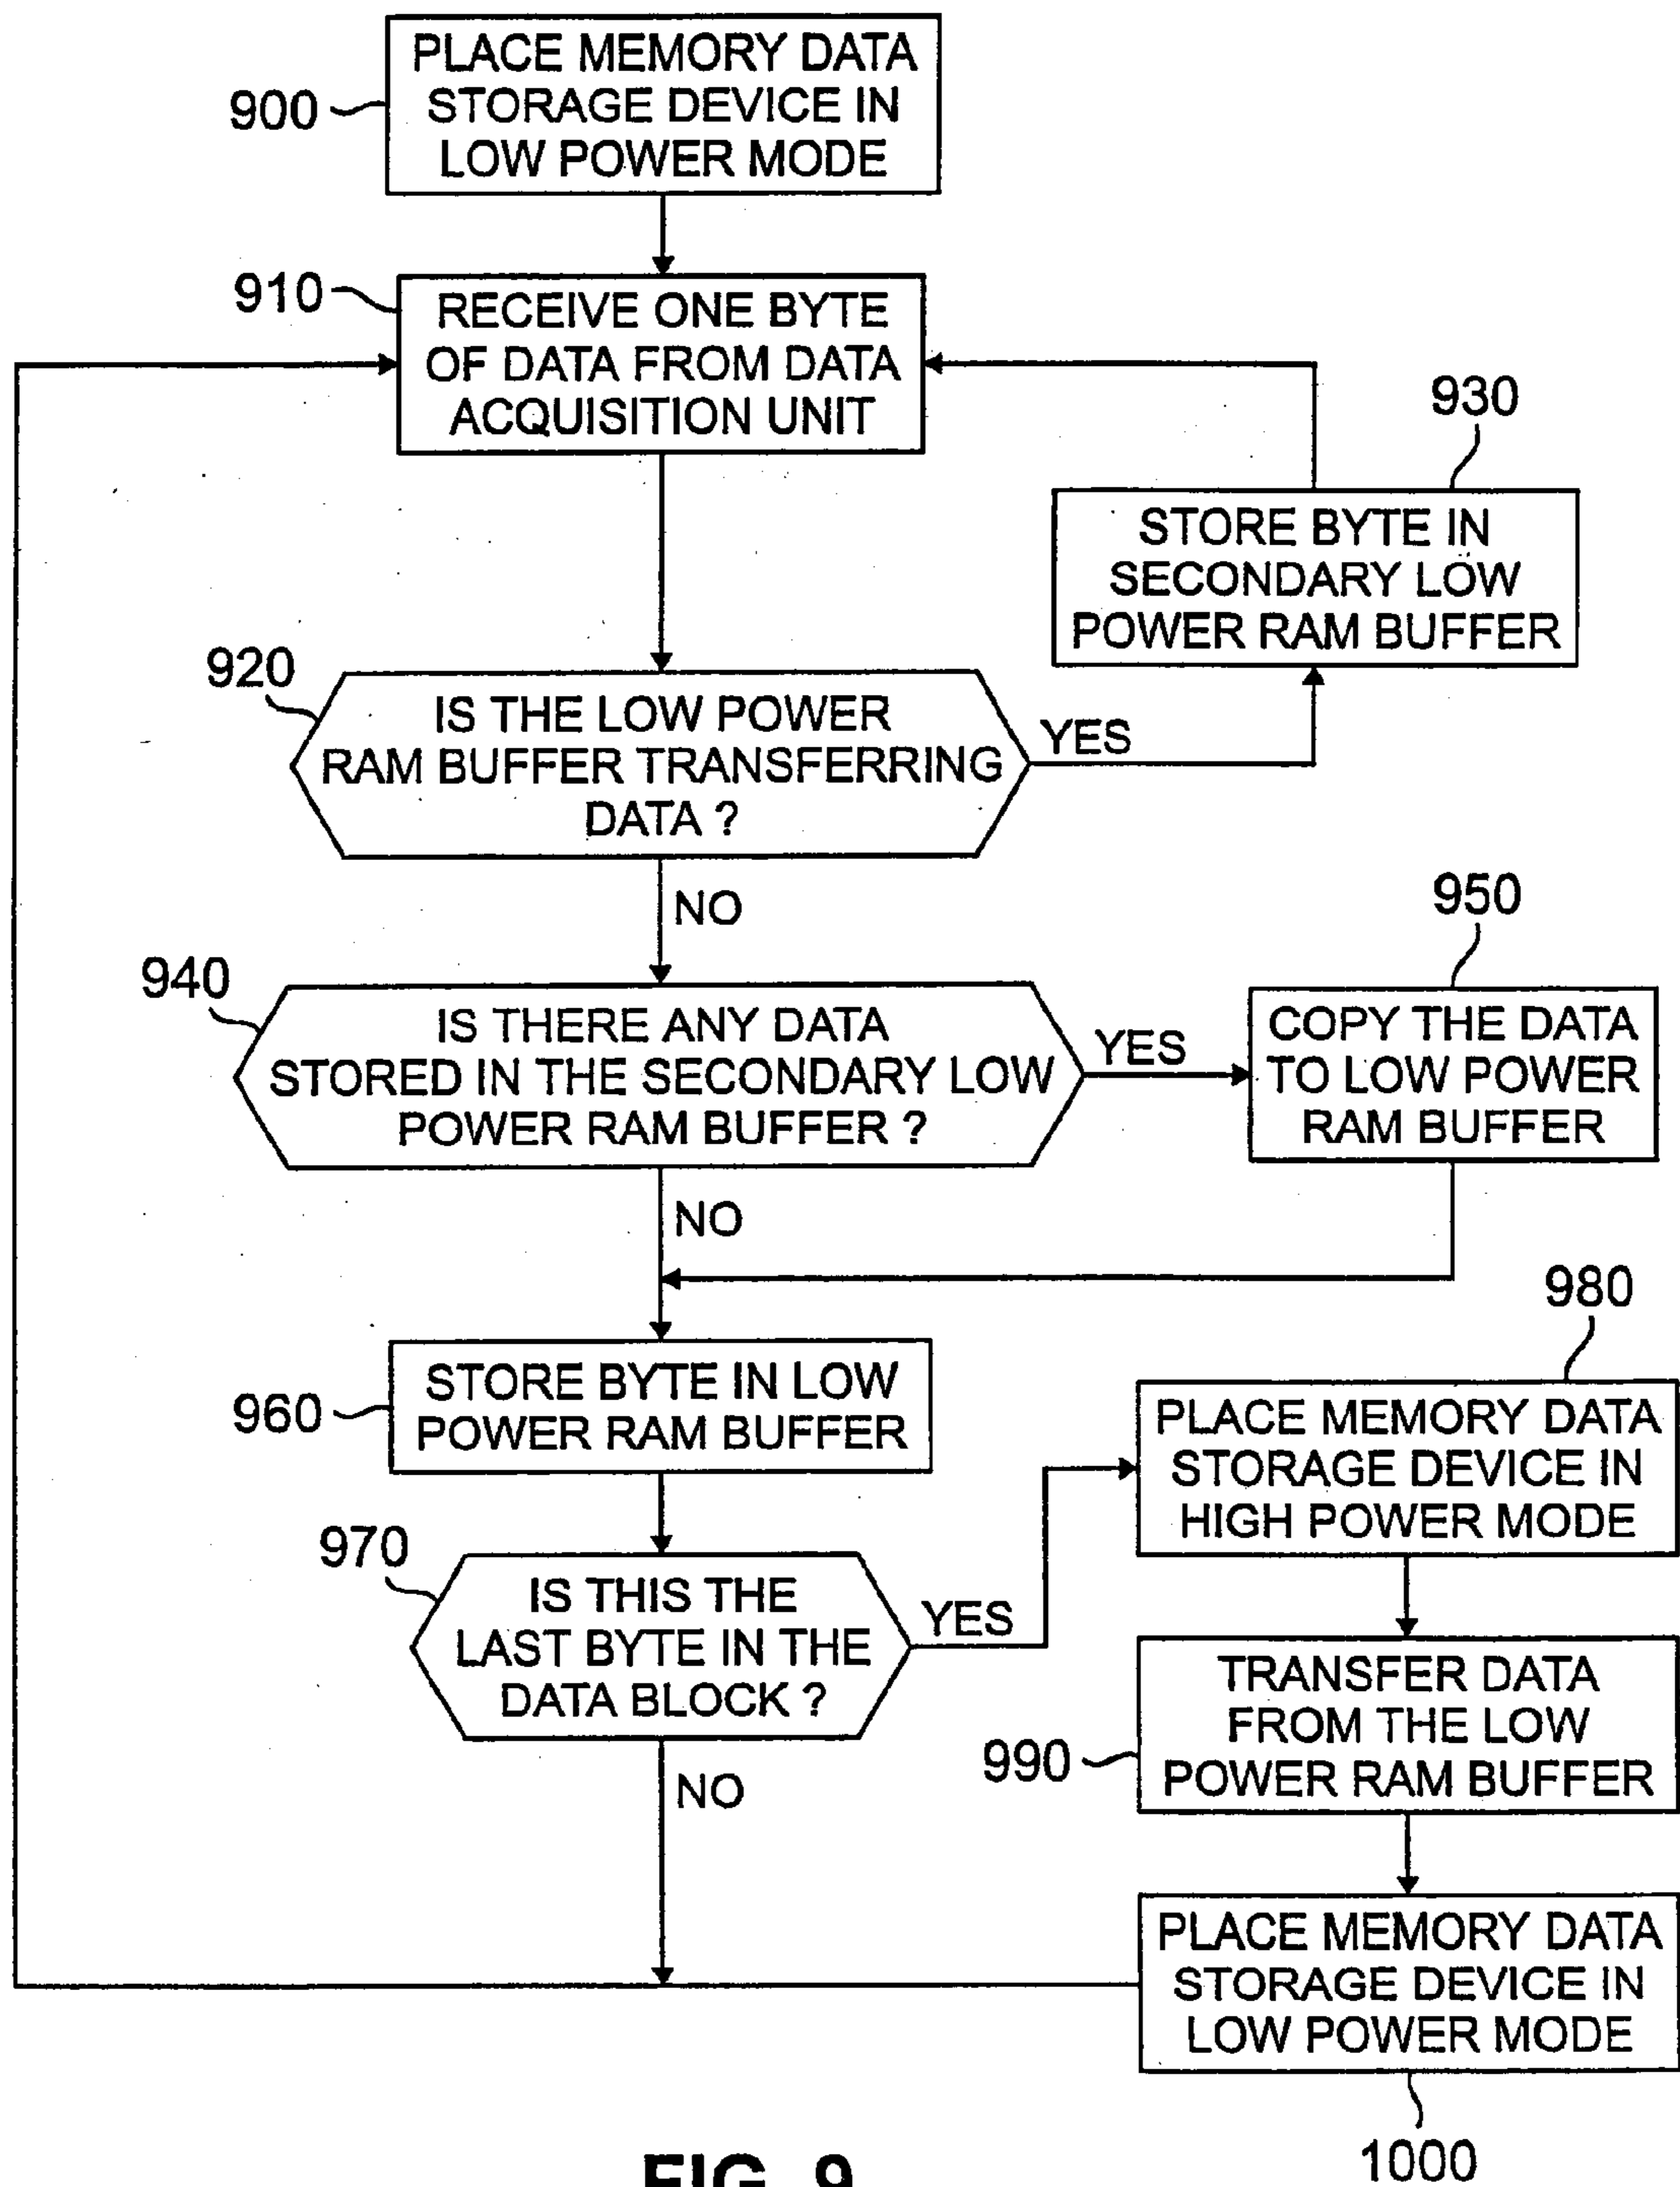 PLACE MEMORY DATA
STORAGE DEVICE IN
LOW POWER MODE
900
910
RECEIVE ONE BYTE
OF DATA FROM DATA
ACQUISITION UNIT
930
STORE BYTE IN
SECONDARY LOW
POWER RAM BUFFER
920
IS THE LOW POWER
RAM BUFFER TRANSFERRING
DATA ?
YES
NO
940
IS THERE ANY DATA
STORED IN THE SECONDARY LOW
POWER RAM BUFFER ?
YES
950
COPY THE DATA
TO LOW POWER
RAM BUFFER
NO
960
STORE BYTE IN LOW
POWER RAM BUFFER
980
PLACE MEMORY DATA
STORAGE DEVICE IN
HIGH POWER MODE
970
IS THIS THE
LAST BYTE IN THE
DATA BLOCK ?
YES
NO
990
TRANSFER DATA
FROM THE LOW
POWER RAM BUFFER
PLACE MEMORY DATA
STORAGE DEVICE IN
LOW POWER MODE
1000
FIG. 9